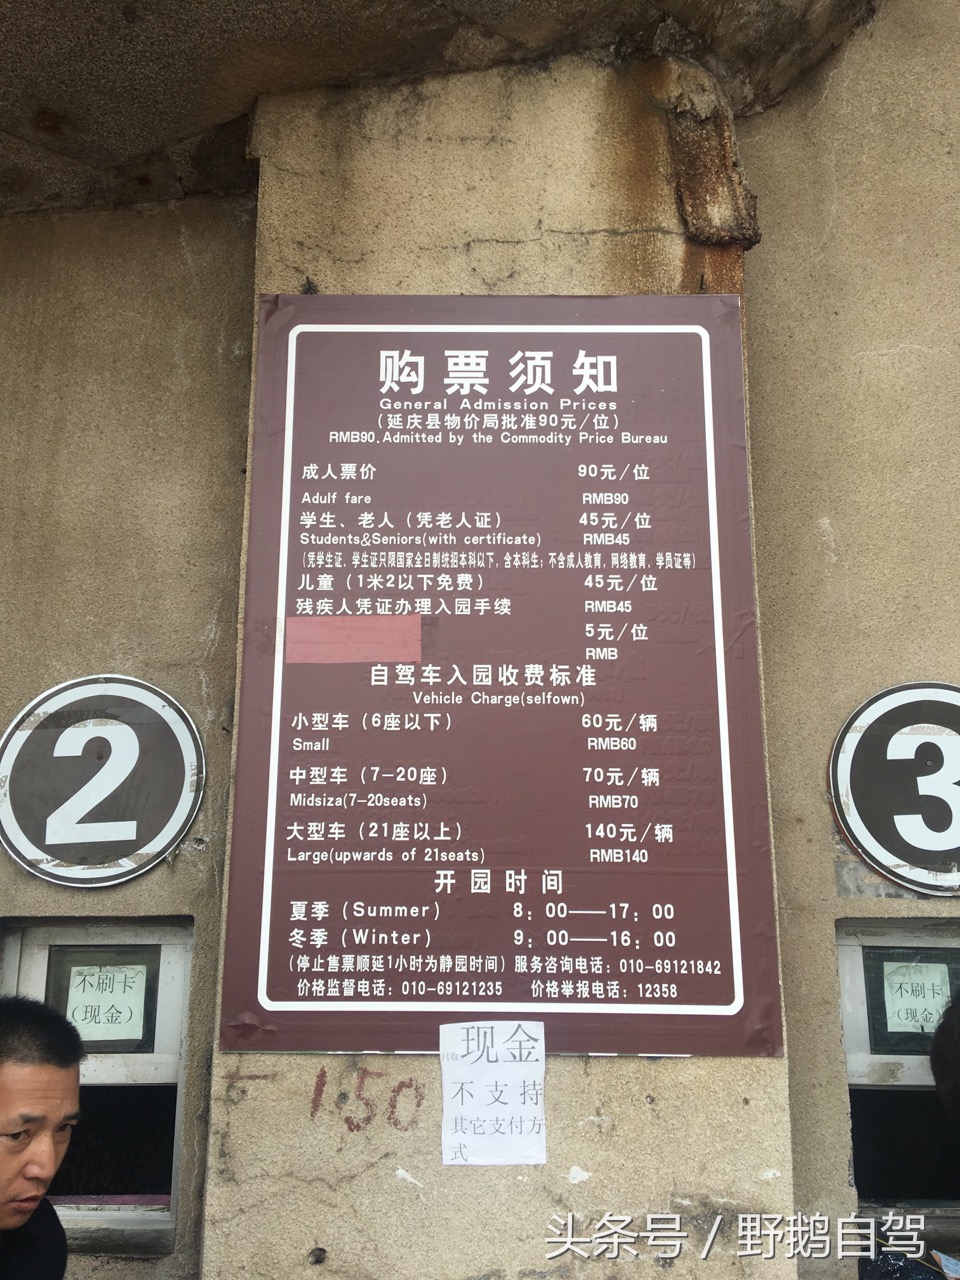 购票须知
General Admission Prices
(延庆县物价局批准90元/位)
RMB90.Admitted by the Commodity Price Bureau
成人票价 90元/位
Adulf fare RMB90
学生、老人(凭老人证) 45元/位
Students&Seniors(with certificate) RMB45
(凭学生证、学生证只限国家全日制统招本科以下，含本科生；不含成人教育，网络教育、学员证等)
儿童(1米2以下免费) 45元/位
残疾人凭证办理入园手续 RMB45
5元/位
RMB
自驾车入园收费标准
Vehicle Charge(selfown)
小型车(6座以下) 60元/辆
Small RMB60
中型车(7-20座) 70元/辆
Midsiza(7-20seats) RMB70
大型车(21座以上) 140元/辆
Large(upwards of 21seats) RMB140
开园时间
夏季(Summer) 8：00——17：00
冬季(Winter) 9：00——16：00
(停止售票顺延1小时为静园时间) 服务咨询电话：010-69121842
价格监督电话：010-69121235 价格举报电话：12358
2
3
不刷卡
(现金)
不刷卡
(现金)
只收现金
不支持
其它支付方
式
150
头条号/野鹅自驾